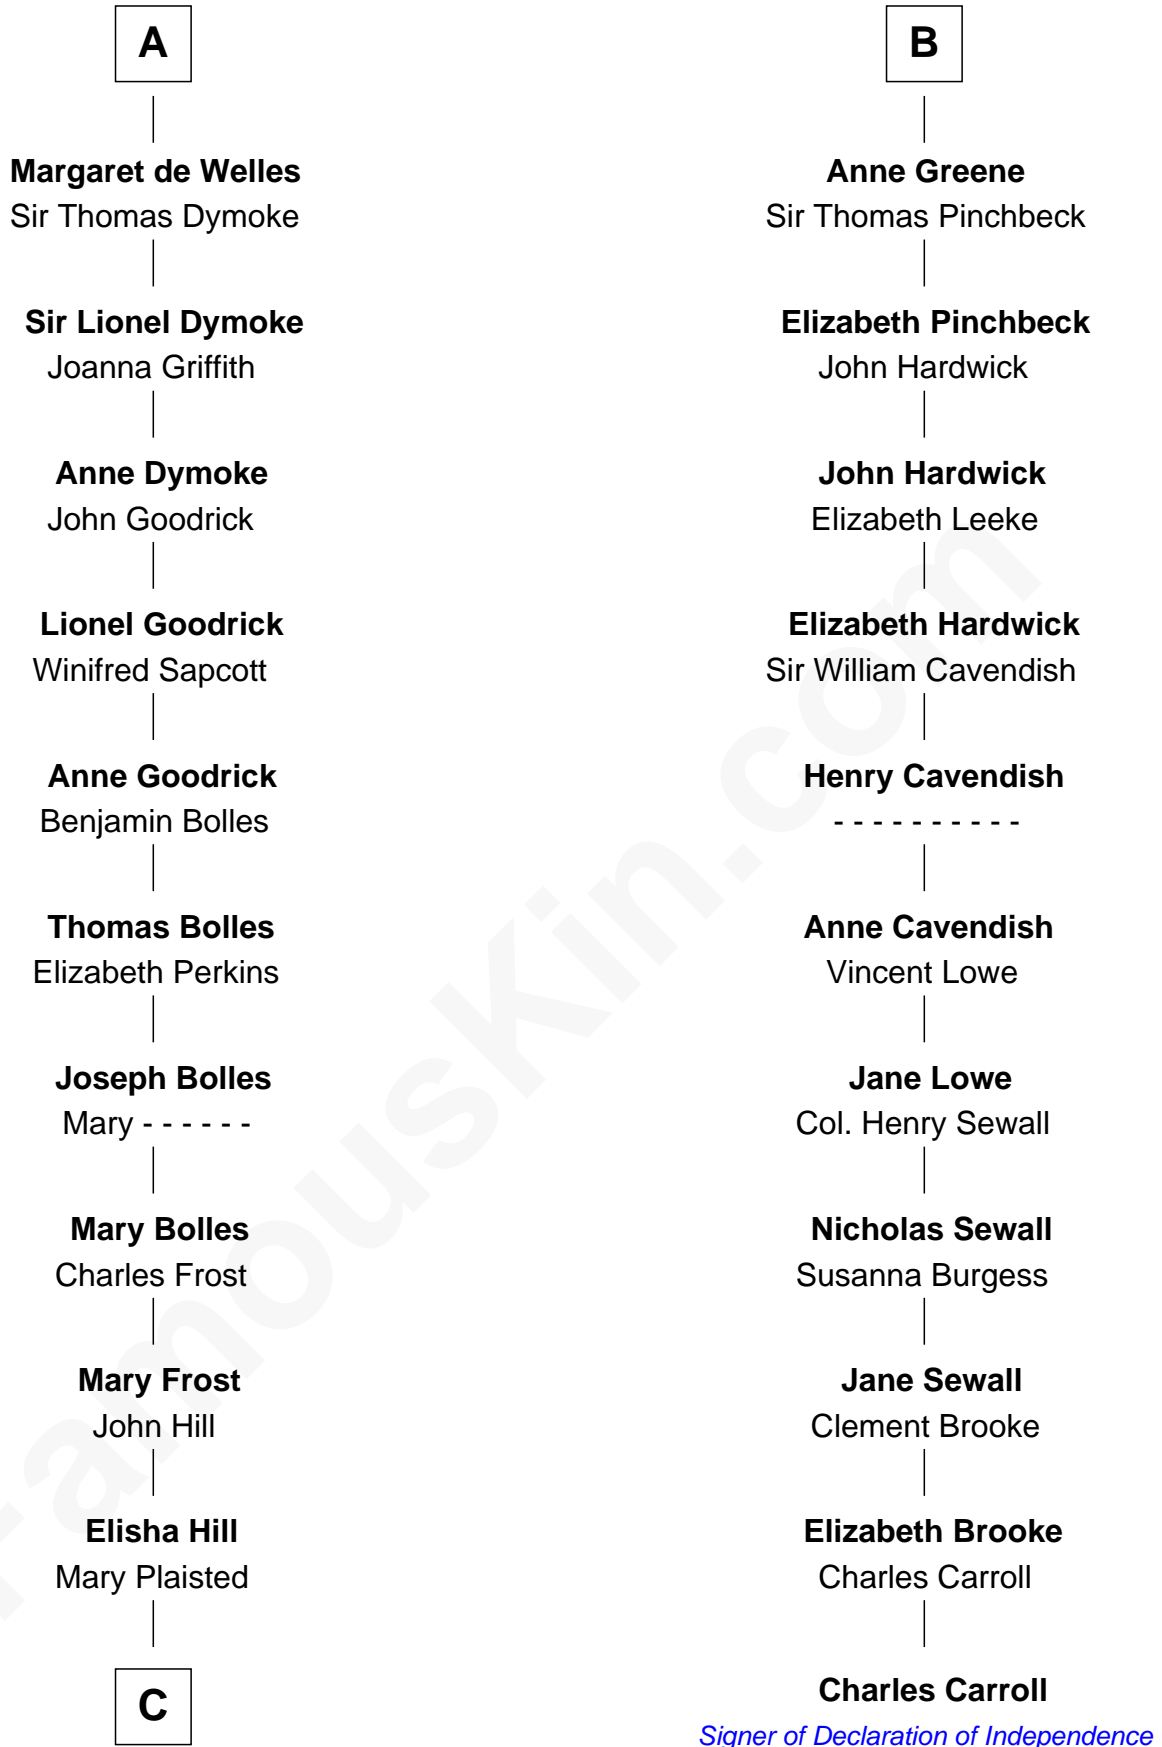 A
Margaret de Welles
Sir Thomas Dymoke
Sir Lionel Dymoke
Joanna Griffith
Anne Dymoke
John Goodrick
Lionel Goodrick
Winifred Sapcott
Anne Goodrick
Benjamin Bolles
Thomas Bolles
Elizabeth Perkins
Joseph Bolles
Mary - - - - - -
Mary Bolles
Charles Frost
Mary Frost
John Hill
Elisha Hill
Mary Plaisted
C
B
Anne Greene
Sir Thomas Pinchbeck
Elizabeth Pinchbeck
John Hardwick
John Hardwick
Elizabeth Leeke
Elizabeth Hardwick
Sir William Cavendish
Henry Cavendish
- - - - - - - - - -
Anne Cavendish
Vincent Lowe
Jane Lowe
Col. Henry Sewall
Nicholas Sewall
Susanna Burgess
Jane Sewall
Clement Brooke
Elizabeth Brooke
Charles Carroll
Charles Carroll
Signer of Declaration of Independence
FamousKin.com